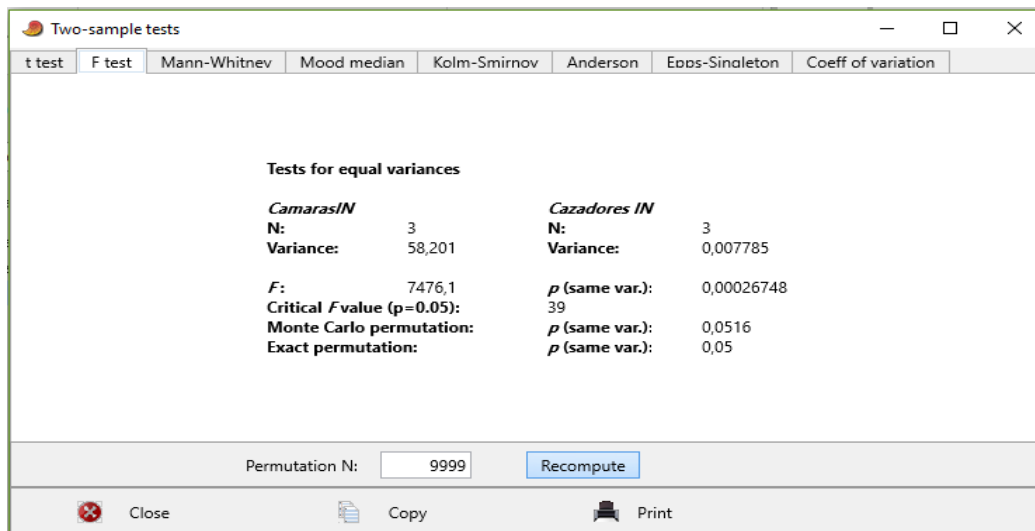 Two-sample tests
t test F test Mann-Whitney Mood median Kolm-Smirnov Anderson Epps-Singleton Coeff of variation
Tests for equal variances
CamarasIN Cazadores IN
N: 3 N: 3
Variance: 58,201 Variance: 0,007785
F: 7476,1 p (same var.): 0,00026748
Critical F value (p=0.05): 39
Monte Carlo permutation: p (same var.): 0,0516
Exact permutation: p (same var.): 0,05
Permutation N: 9999 Recompute
Close Copy Print